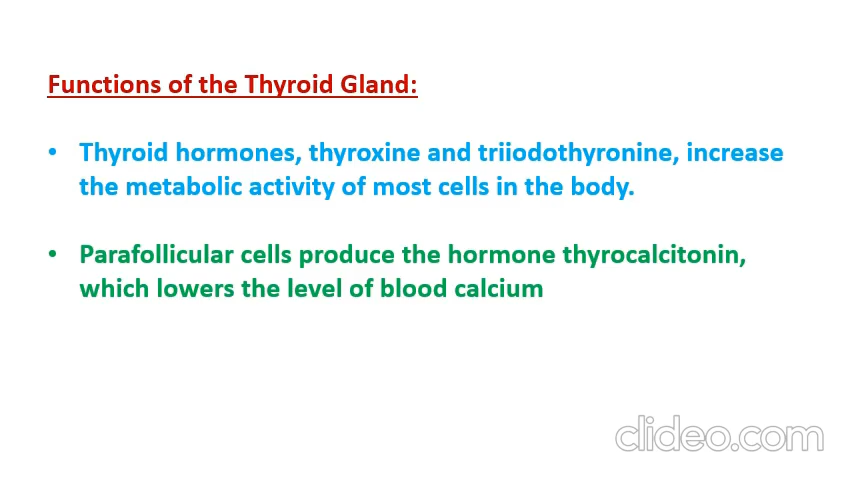 Functions of the Thyroid Gland:
• Thyroid hormones, thyroxine and triiodothyronine, increase
the metabolic activity of most cells in the body.
• Parafollicular cells produce the hormone thyrocalcitonin,
which lowers the level of blood calcium
clideo.com